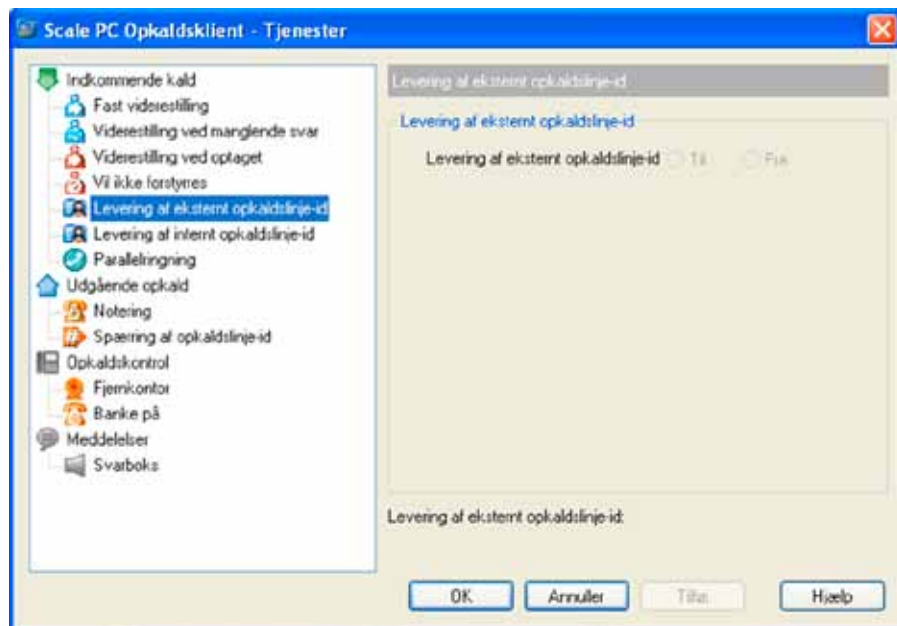 Scale PC Opkaldsklient - Tjenester
Indkommende kald
Fast viderestilling
Viderestilling ved manglende svar
Viderestilling ved optaget
Vil ikke forstyrres
Levering af eksternt opkaldslinje-id
Levering af internt opkaldslinje-id
Parallelringning
Udgående opkald
Notering
Spærring af opkaldslinje-id
Opkaldskontrol
Fjernkontor
Banke på
Meddelelser
Svarboks
Levering af eksternt opkaldslinje-id
Levering af eksternt opkaldslinje-id
Levering af eksternt opkaldslinje-id Til Fra
Levering af eksternt opkaldslinje-id:
OK Annuller Tilføj Hjælp